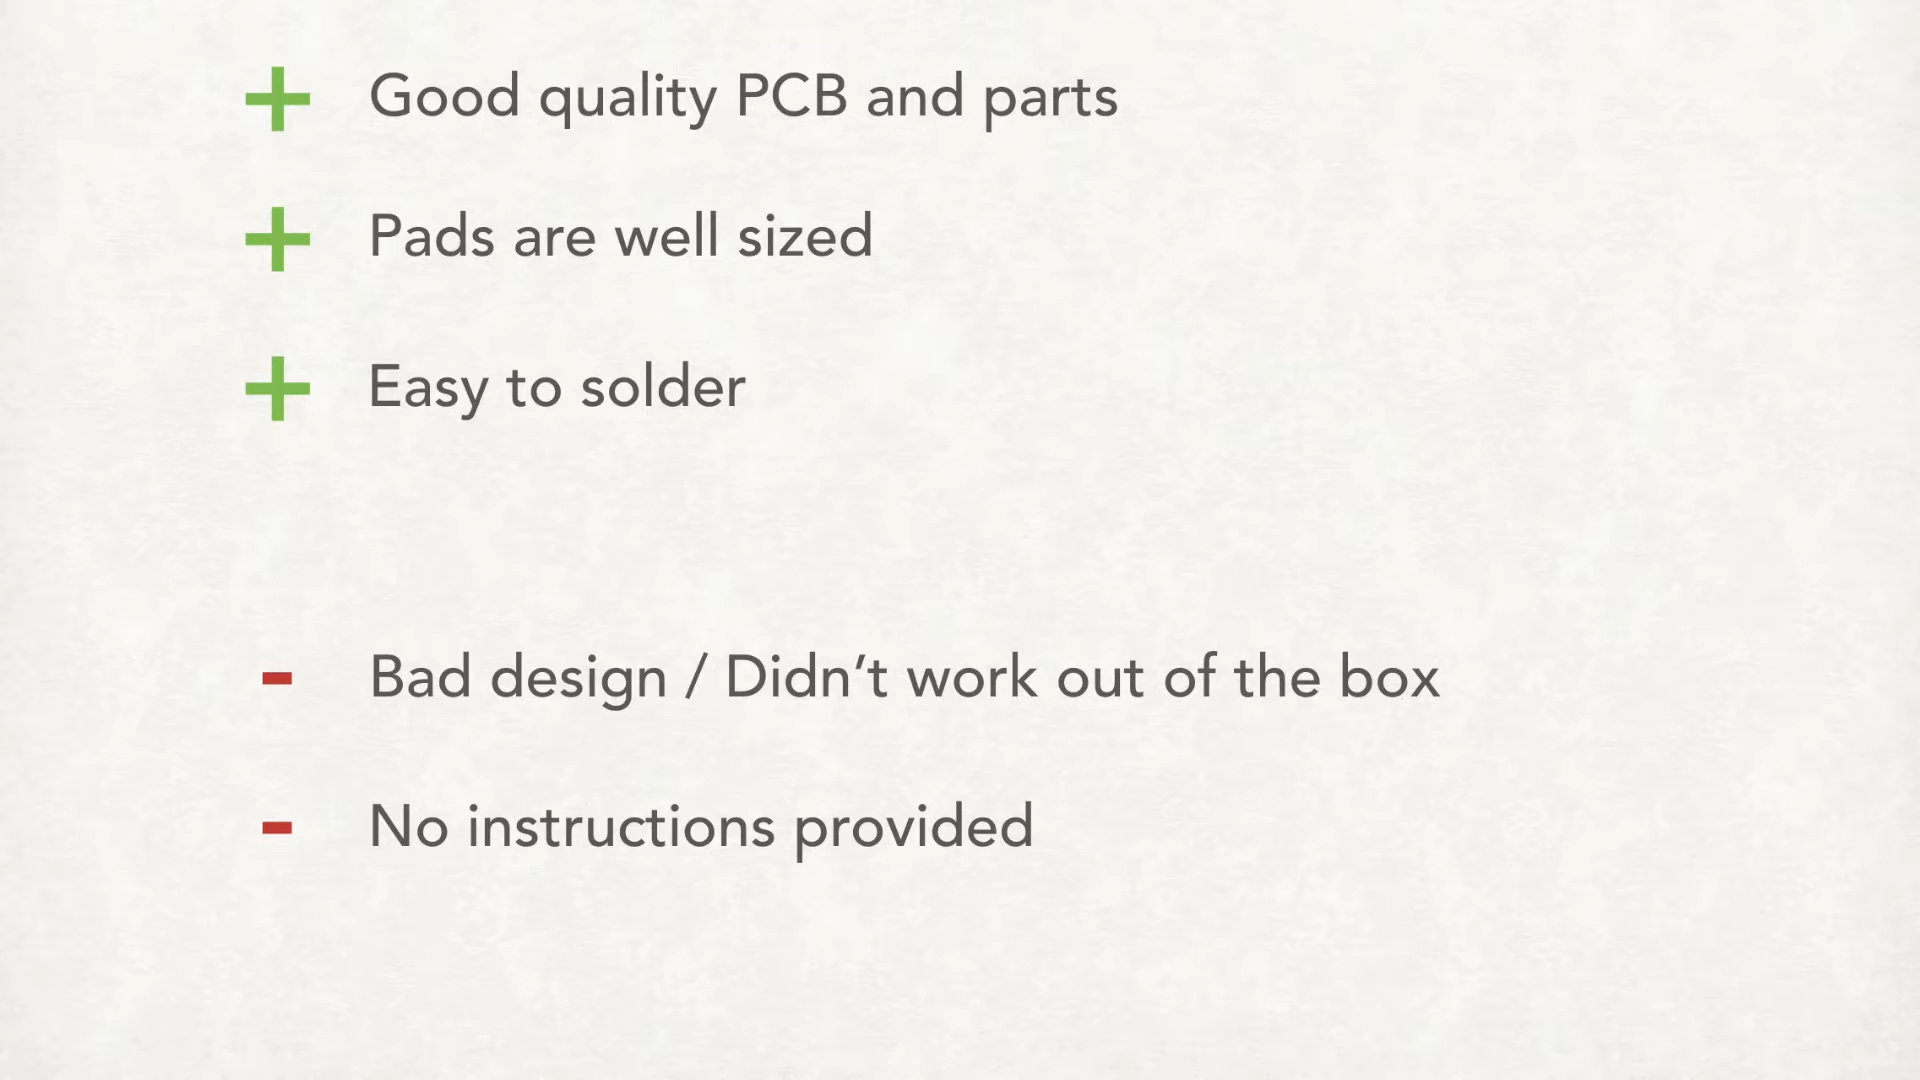 + Good quality PCB and parts
+ Pads are well sized
+ Easy to solder
- Bad design / Didn’t work out of the box
- No instructions provided